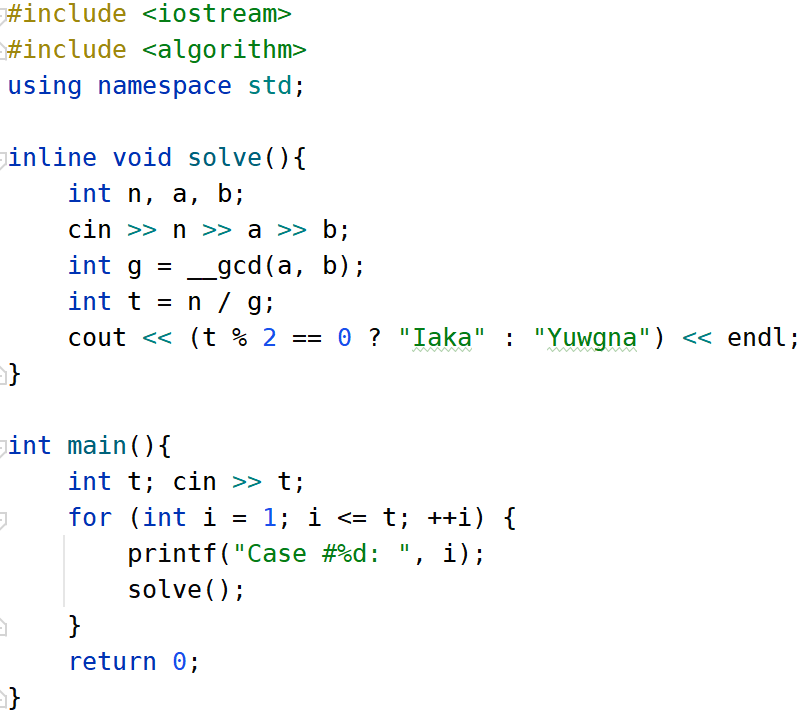 #include <iostream>
#include <algorithm>
using namespace std;

inline void solve(){
    int n, a, b;
    cin >> n >> a >> b;
    int g = __gcd(a, b);
    int t = n / g;
    cout << (t % 2 == 0 ? "Iaka" : "Yuwgna") << endl;
}

int main(){
    int t; cin >> t;
    for (int i = 1; i <= t; ++i) {
        printf("Case #%d: ", i);
        solve();
    }
    return 0;
}